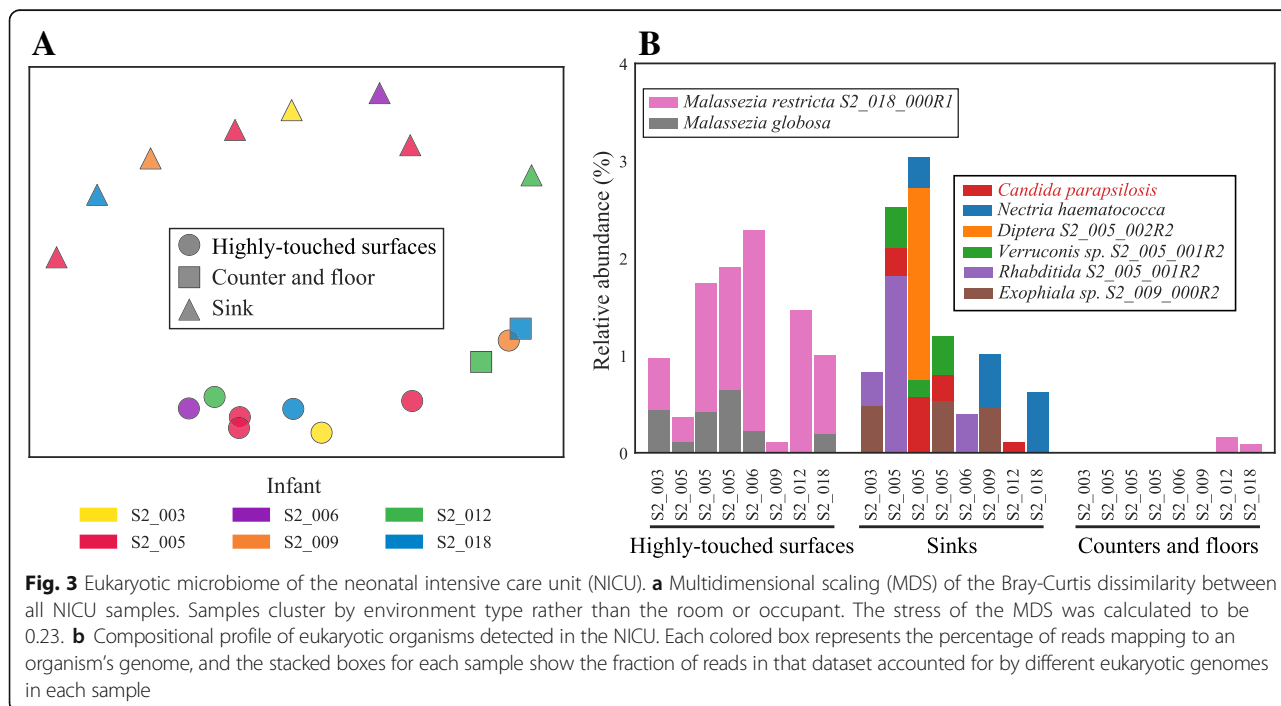 A
Highly-touched surfaces
Counter and floor
Sink
Infant
S2_003
S2_006
S2_012
S2_005
S2_009
S2_018
B
4
3
2
1
0
Relative abundance (%)
Malassezia restricta S2_018_000R1
Malassezia globosa
Candida parapsilosis
Nectria haematococca
Diptera S2_005_002R2
Verruconis sp. S2_005_001R2
Rhabditida S2_005_001R2
Exophiala sp. S2_009_000R2
S2_003
S2_005
S2_005
S2_005
S2_006
S2_009
S2_012
S2_018
S2_003
S2_005
S2_005
S2_005
S2_006
S2_009
S2_012
S2_018
S2_003
S2_005
S2_005
S2_005
S2_006
S2_009
S2_012
S2_018
Highly-touched surfaces
Sinks
Counters and floors
Fig. 3 Eukaryotic microbiome of the neonatal intensive care unit (NICU). a Multidimensional scaling (MDS) of the Bray-Curtis dissimilarity between
all NICU samples. Samples cluster by environment type rather than the room or occupant. The stress of the MDS was calculated to be
0.23. b Compositional profile of eukaryotic organisms detected in the NICU. Each colored box represents the percentage of reads mapping to an
organism's genome, and the stacked boxes for each sample show the fraction of reads in that dataset accounted for by different eukaryotic genomes
in each sample